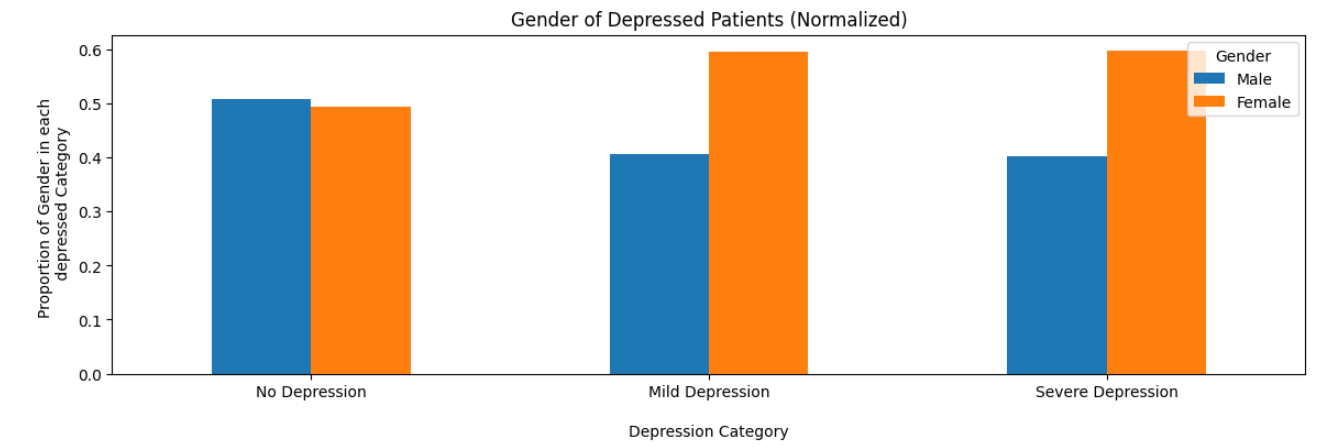 Gender of Depressed Patients (Normalized)
Proportion of Gender in each
depressed Category
0.6
0.5
0.4
0.3
0.2
0.1
0.0
Gender
Male
Female
No Depression
Mild Depression
Severe Depression
Depression Category